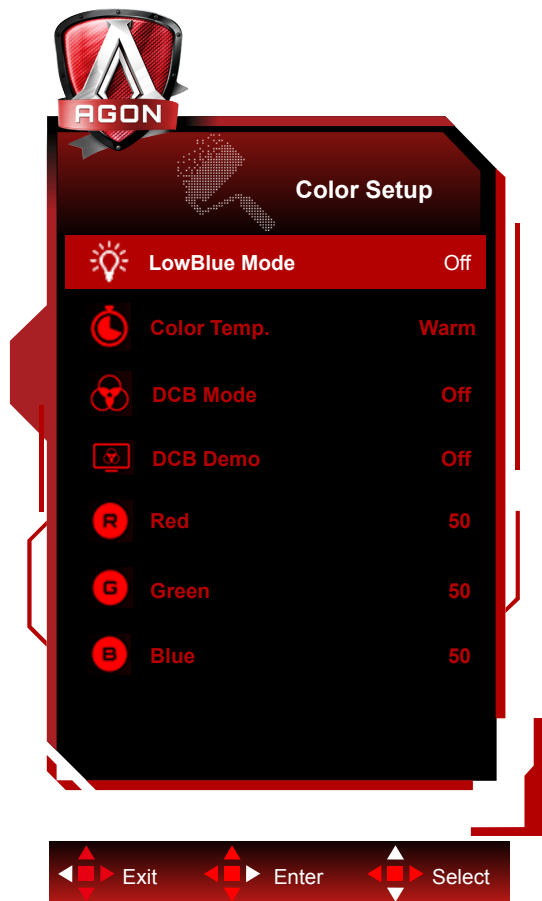 AGON
Color Setup
LowBlue Mode Off
Color Temp. Warm
DCB Mode Off
DCB Demo Off
R Red 50
G Green 50
B Blue 50
Exit Enter Select